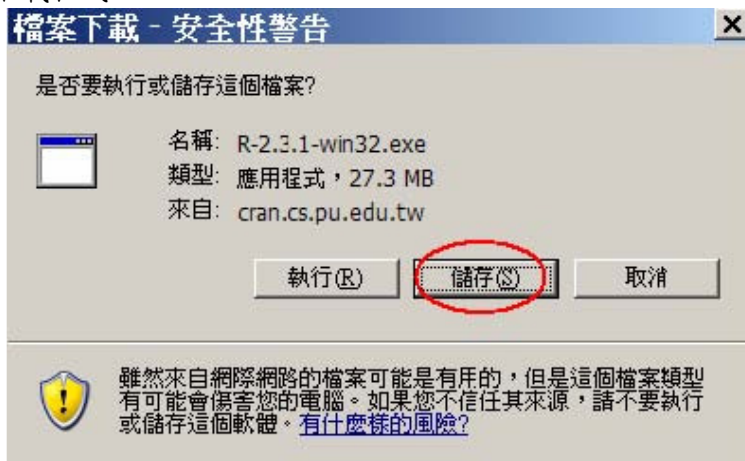 檔案下載 - 安全性警告
是否要執行或儲存這個檔案?
名稱: R-2.3.1-win32.exe
類型: 應用程式，27.3 MB
來自: cran.cs.pu.edu.tw
執行(R) 儲存(S) 取消
雖然來自網際網路的檔案可能是有用的，但是這個檔案類型
有可能會傷害您的電腦。如果您不信任其來源，請不要執行
或儲存這個軟體。有什麼樣的風險?